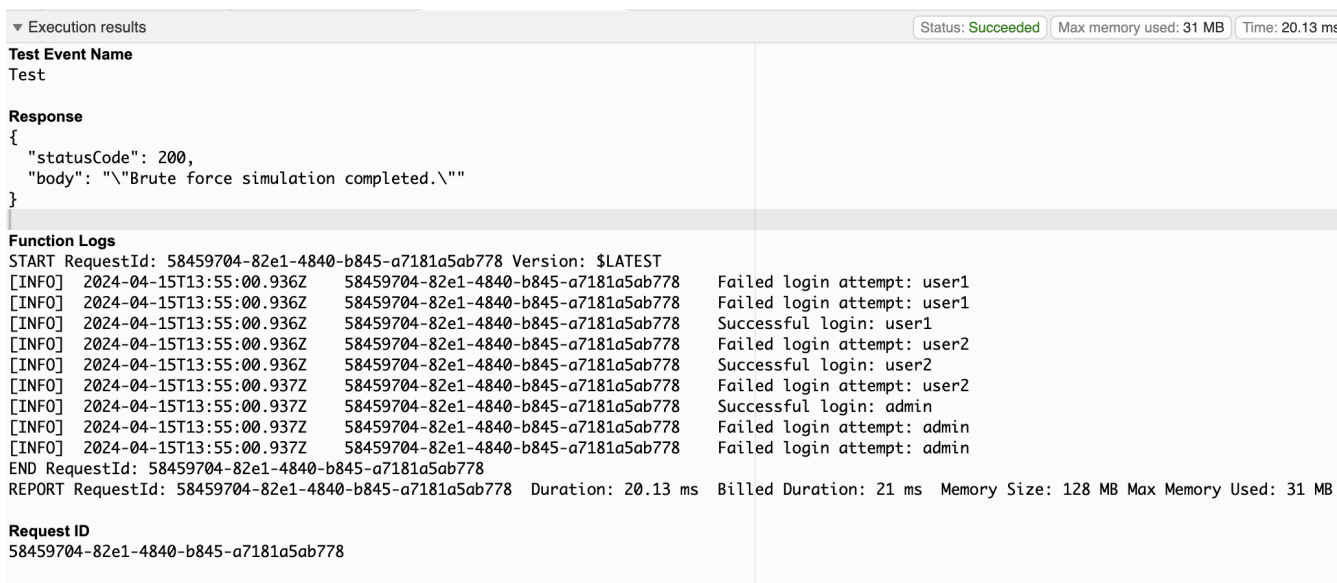 ▼ Execution results Status: Succeeded Max memory used: 31 MB Time: 20.13 ms
Test Event Name
Test
Response
{
  "statusCode": 200,
  "body": "\"Brute force simulation completed.\""
}
Function Logs
START RequestId: 58459704-82e1-4840-b845-a7181a5ab778 Version: $LATEST
[INFO]  2024-04-15T13:55:00.936Z    58459704-82e1-4840-b845-a7181a5ab778    Failed login attempt: user1
[INFO]  2024-04-15T13:55:00.936Z    58459704-82e1-4840-b845-a7181a5ab778    Failed login attempt: user1
[INFO]  2024-04-15T13:55:00.936Z    58459704-82e1-4840-b845-a7181a5ab778    Successful login: user1
[INFO]  2024-04-15T13:55:00.936Z    58459704-82e1-4840-b845-a7181a5ab778    Failed login attempt: user2
[INFO]  2024-04-15T13:55:00.936Z    58459704-82e1-4840-b845-a7181a5ab778    Successful login: user2
[INFO]  2024-04-15T13:55:00.937Z    58459704-82e1-4840-b845-a7181a5ab778    Failed login attempt: user2
[INFO]  2024-04-15T13:55:00.937Z    58459704-82e1-4840-b845-a7181a5ab778    Successful login: admin
[INFO]  2024-04-15T13:55:00.937Z    58459704-82e1-4840-b845-a7181a5ab778    Failed login attempt: admin
[INFO]  2024-04-15T13:55:00.937Z    58459704-82e1-4840-b845-a7181a5ab778    Failed login attempt: admin
END RequestId: 58459704-82e1-4840-b845-a7181a5ab778
REPORT RequestId: 58459704-82e1-4840-b845-a7181a5ab778  Duration: 20.13 ms  Billed Duration: 21 ms  Memory Size: 128 MB Max Memory Used: 31 MB
Request ID
58459704-82e1-4840-b845-a7181a5ab778